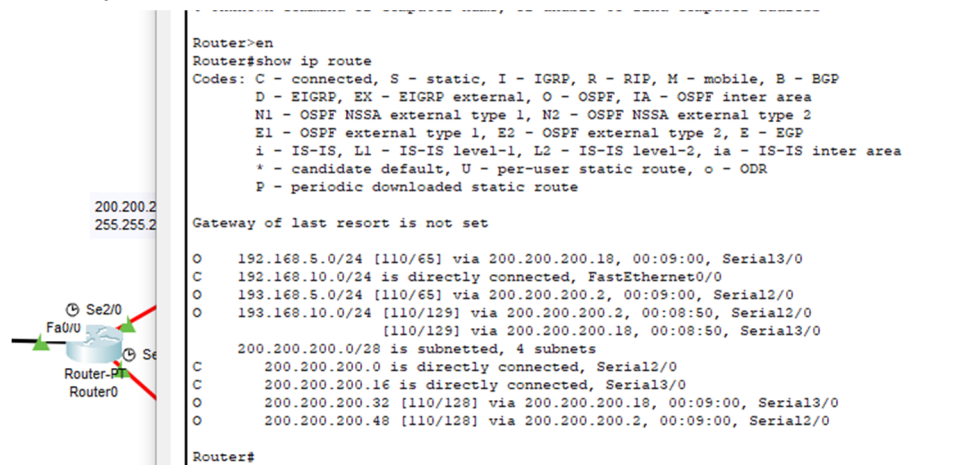 Router>en
Router#show ip route
Codes: C - connected, S - static, I - IGRP, R - RIP, M - mobile, B - BGP
D - EIGRP, EX - EIGRP external, O - OSPF, IA - OSPF inter area
N1 - OSPF NSSA external type 1, N2 - OSPF NSSA external type 2
E1 - OSPF external type 1, E2 - OSPF external type 2, E - EGP
i - IS-IS, L1 - IS-IS level-1, L2 - IS-IS level-2, ia - IS-IS inter area
* - candidate default, U - per-user static route, o - ODR
P - periodic downloaded static route
Gateway of last resort is not set
O 192.168.5.0/24 [110/65] via 200.200.200.18, 00:09:00, Serial3/0
C 192.168.10.0/24 is directly connected, FastEthernet0/0
O 193.168.5.0/24 [110/65] via 200.200.200.2, 00:09:00, Serial2/0
O 193.168.10.0/24 [110/129] via 200.200.200.2, 00:08:50, Serial2/0
[110/129] via 200.200.200.18, 00:08:50, Serial3/0
200.200.200.0/28 is subnetted, 4 subnets
C 200.200.200.0 is directly connected, Serial2/0
C 200.200.200.16 is directly connected, Serial3/0
O 200.200.200.32 [110/128] via 200.200.200.18, 00:09:00, Serial3/0
O 200.200.200.48 [110/128] via 200.200.200.2, 00:09:00, Serial2/0
Router#
200.200.2
255.255.2
Se2/0
Fa0/0
Se
Router-PT
Router0